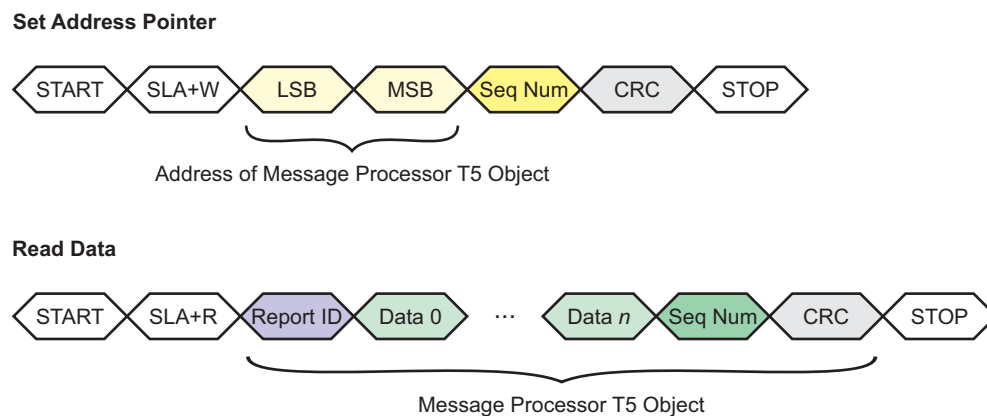 Set Address Pointer
START SLA+W LSB MSB Seq Num CRC STOP
Address of Message Processor T5 Object
Read Data
START SLA+R Report ID Data 0 ... Data n Seq Num CRC STOP
Message Processor T5 Object